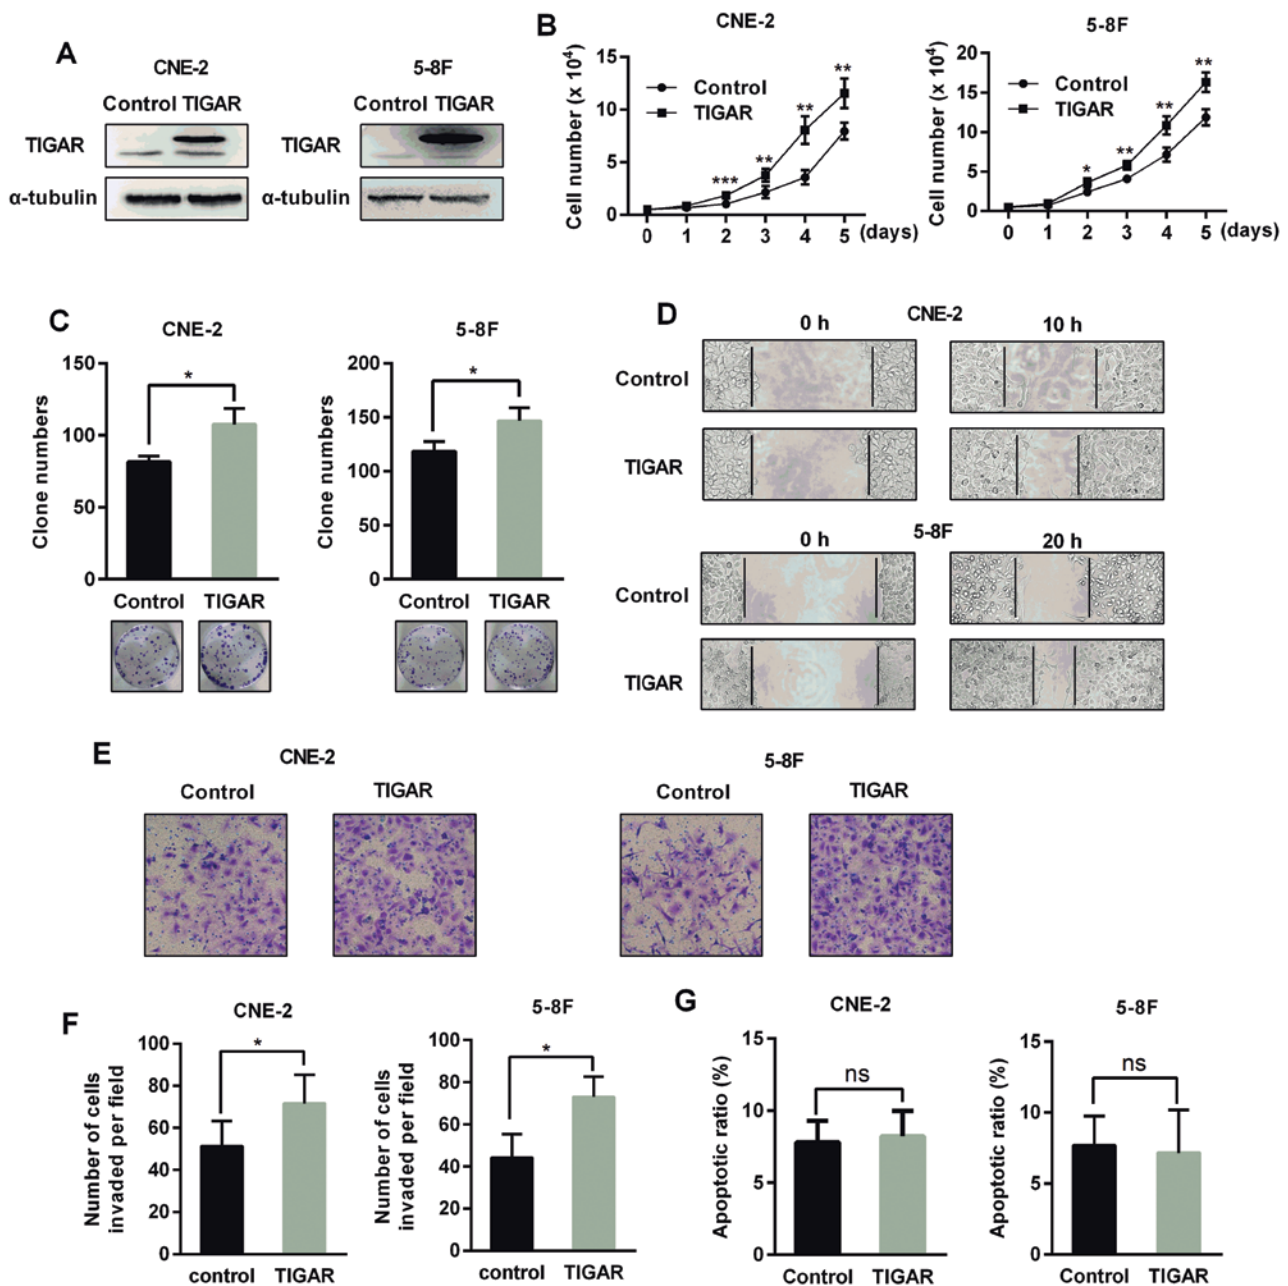 A
CNE-2
Control TIGAR
TIGAR
α-tubulin
5-8F
Control TIGAR
TIGAR
α-tubulin
B
CNE-2
Cell number (x 10⁴)
15
10
5
0
Control
TIGAR
***
**
**
**
0 1 2 3 4 5 (days)
5-8F
Cell number (x 10⁴)
20
15
10
5
0
Control
TIGAR
*
**
**
**
0 1 2 3 4 5 (days)
C
CNE-2
Clone numbers
150
100
50
0
*
Control TIGAR
5-8F
Clone numbers
200
150
100
50
0
*
Control TIGAR
D
CNE-2
0 h 10 h
Control
TIGAR
5-8F
0 h 20 h
Control
TIGAR
E
CNE-2
Control TIGAR
5-8F
Control TIGAR
F
CNE-2
Number of cells
invaded per field
100
80
60
40
20
0
*
control TIGAR
5-8F
Number of cells
invaded per field
100
80
60
40
20
0
*
control TIGAR
G
CNE-2
Apoptotic ratio (%)
15
10
5
0
ns
Control TIGAR
5-8F
Apoptotic ratio (%)
15
10
5
0
ns
Control TIGAR